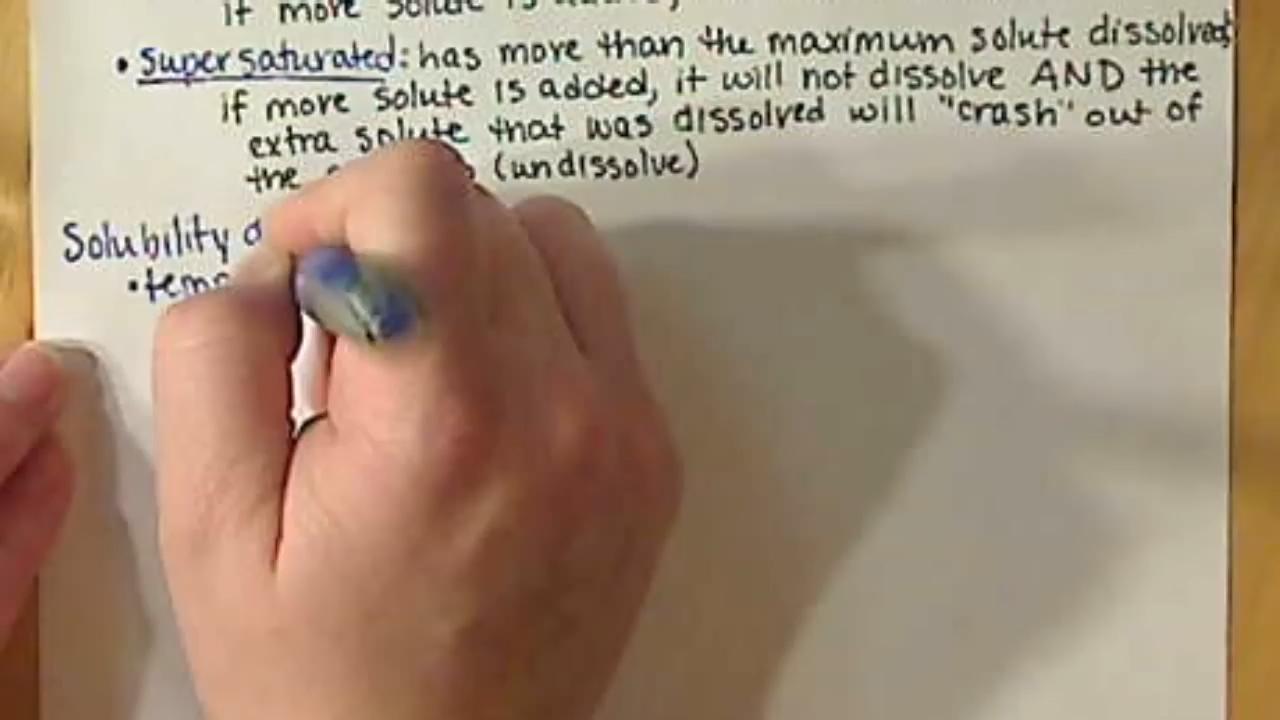 if more solute is added,
• Supersaturated: has more than the maximum solute dissolved;
if more solute is added, it will not dissolve AND the
extra solute that was dissolved will "crash" out of
the (undissolve)
Solubility
•temp